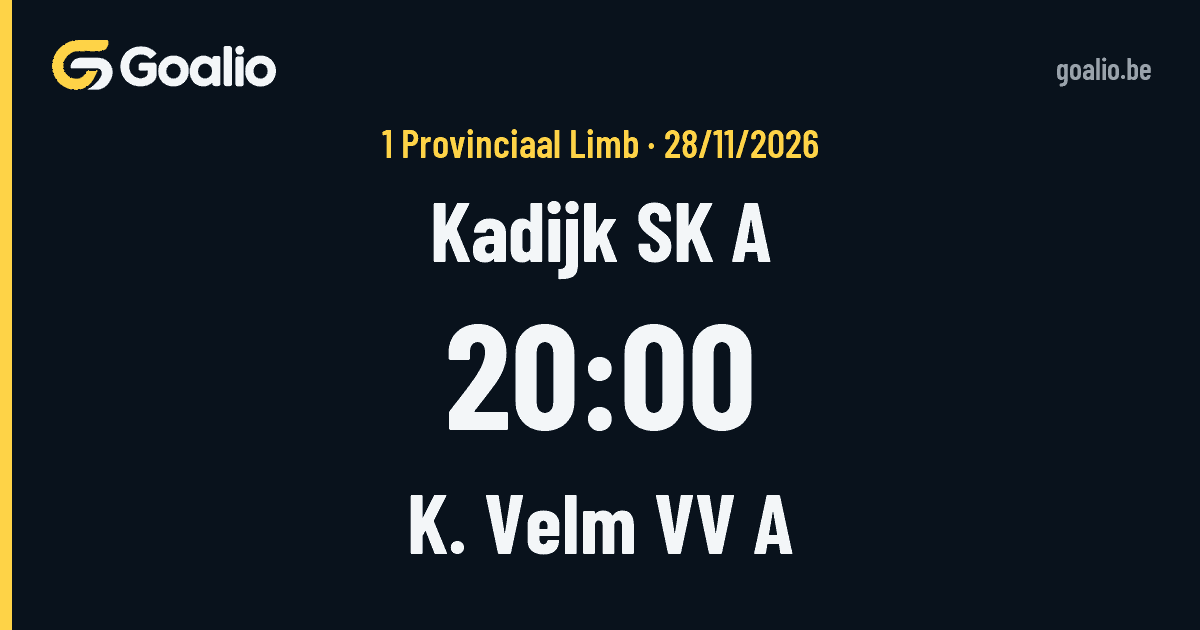 Goalio
goalio.be
1 Provinciaal Limb · 28/11/2026
Kadijk SK A
20:00
K. Velm VV A